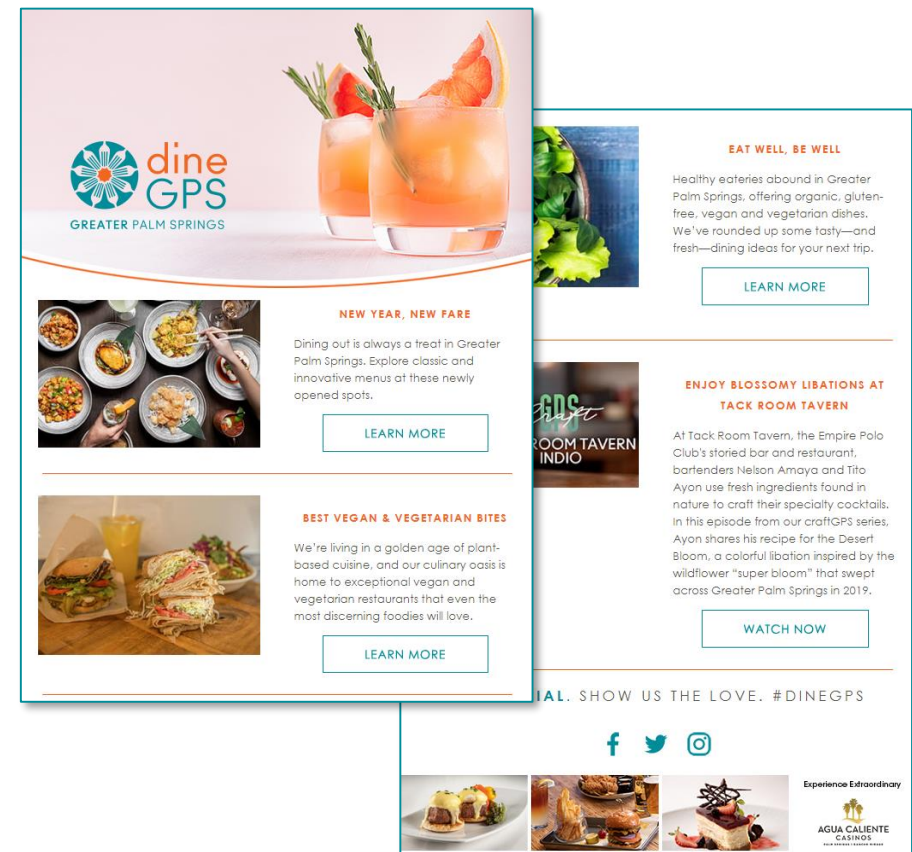 dine
GPS
GREATER PALM SPRINGS
NEW YEAR, NEW FARE
Dining out is always a treat in Greater
Palm Springs. Explore classic and
innovative menus at these newly
opened spots.
LEARN MORE
BEST VEGAN & VEGETARIAN BITES
We're living in a golden age of plant-
based cuisine, and our culinary oasis is
home to exceptional vegan and
vegetarian restaurants that even the
most discerning foodies will love.
LEARN MORE
EAT WELL, BE WELL
Healthy eateries abound in Greater
Palm Springs, offering organic, gluten-
free, vegan and vegetarian dishes.
We've rounded up some tasty—and
fresh—dining ideas for your next trip.
LEARN MORE
GPS
Craft
ROOM TAVERN
INDIO
ENJOY BLOSSOMY LIBATIONS AT
TACK ROOM TAVERN
At Tack Room Tavern, the Empire Polo
Club's storied bar and restaurant,
bartenders Nelson Amaya and Tito
Ayon use fresh ingredients found in
nature to craft their specialty cocktails.
In this episode from our craftGPS series,
Ayon shares his recipe for the Desert
Bloom, a colorful libation inspired by the
wildflower “super bloom” that swept
across Greater Palm Springs in 2019.
WATCH NOW
IAL. SHOW US THE LOVE. #DINEGPS
Experience Extraordinary
AGUA CALIENTE
CASINOS